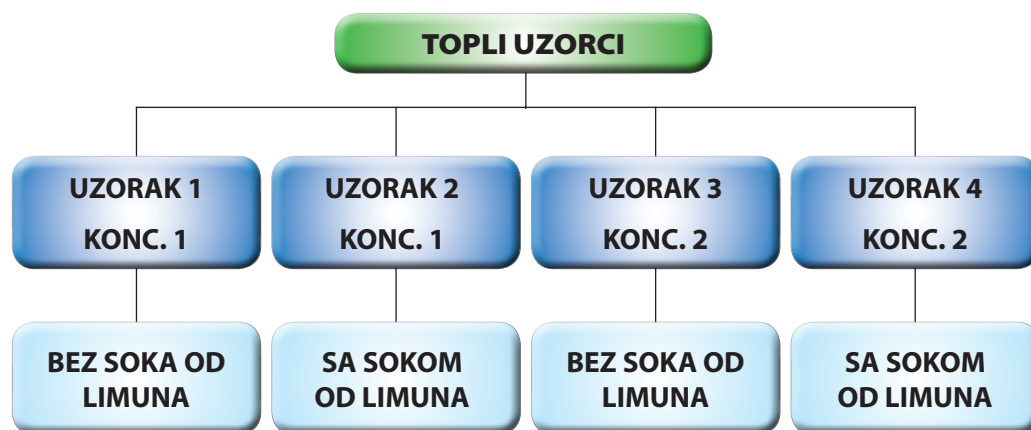 TOPLI UZORCI
UZORAK 1
KONC. 1
UZORAK 2
KONC. 1
UZORAK 3
KONC. 2
UZORAK 4
KONC. 2
BEZ SOKA OD
LIMUNA
SA SOKOM
OD LIMUNA
BEZ SOKA OD
LIMUNA
SA SOKOM
OD LIMUNA